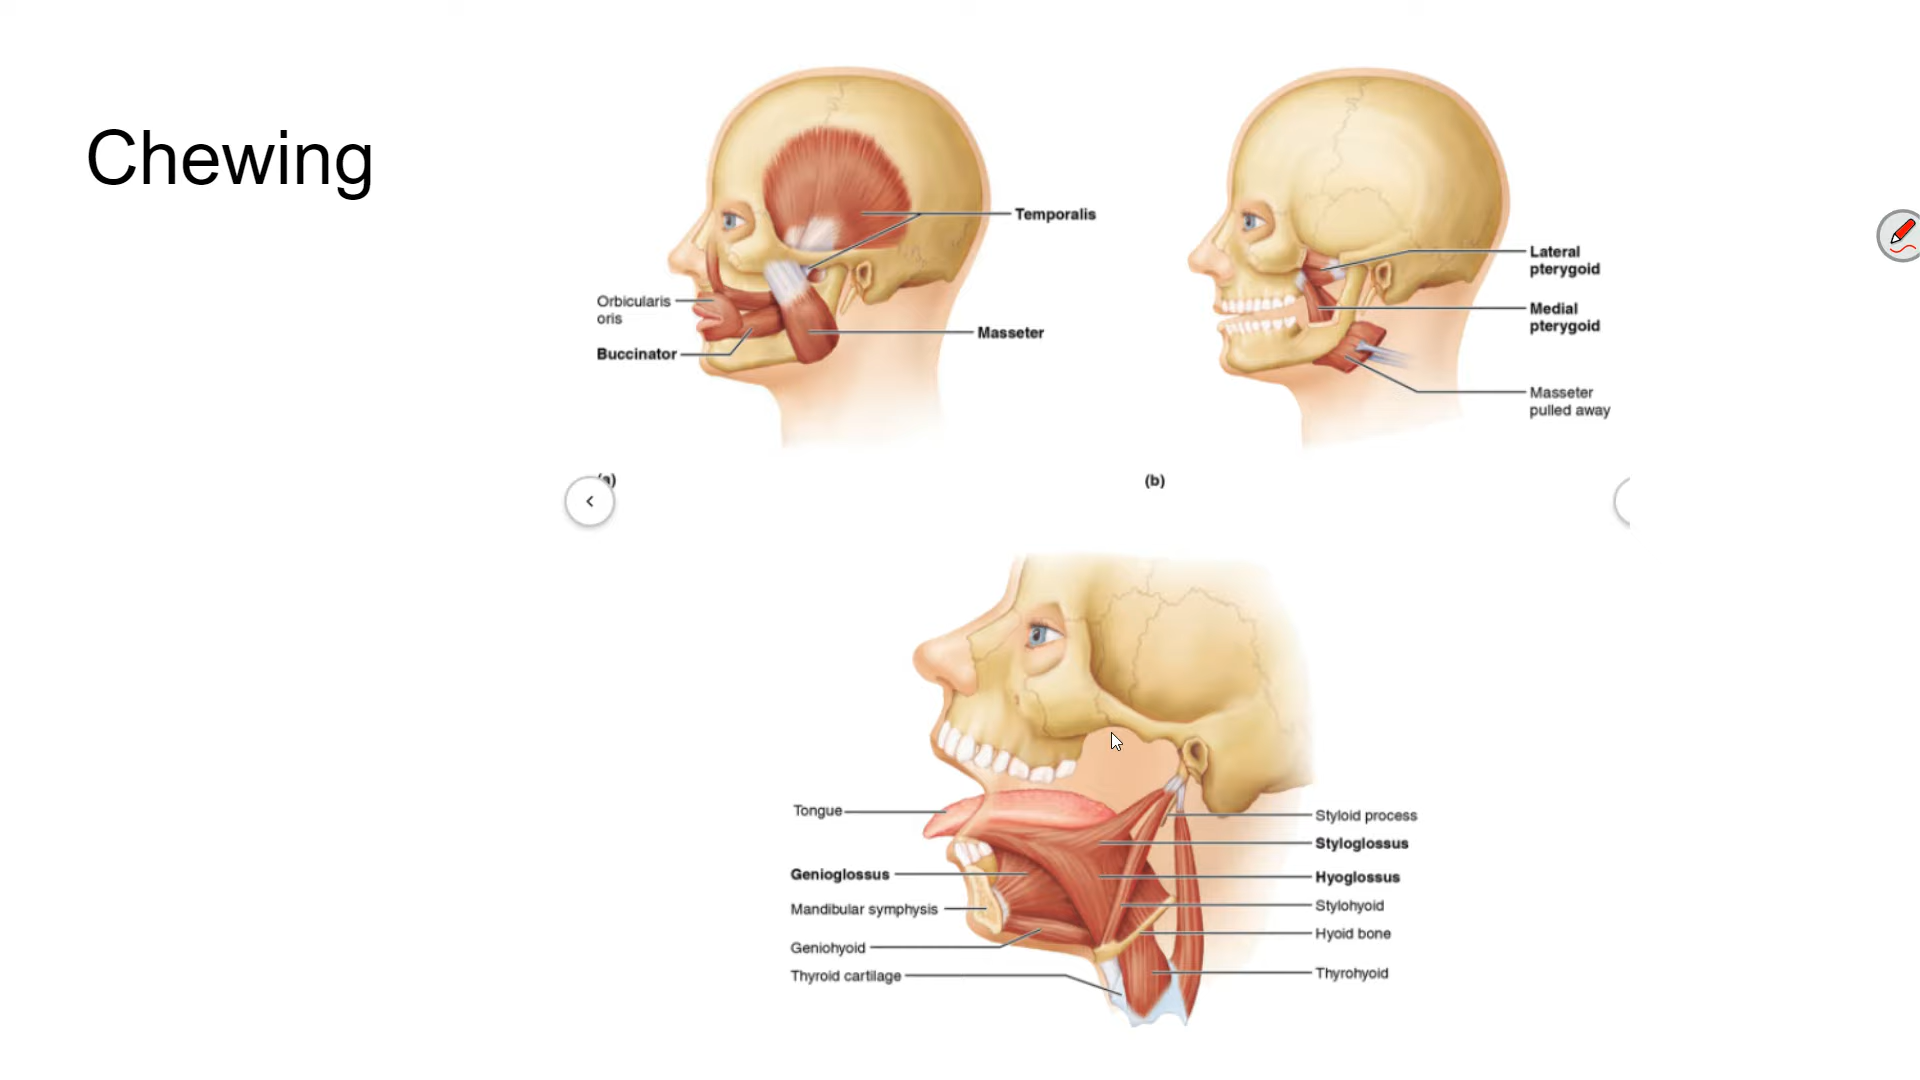 Chewing
Temporalis
Orbicularis
oris
Buccinator
Masseter
Lateral
pterygoid
Medial
pterygoid
Masseter
pulled away
(a)
(b)
Tongue
Genioglossus
Mandibular symphysis
Geniohyoid
Thyroid cartilage
Styloid process
Styloglossus
Hyoglossus
Stylohyoid
Hyoid bone
Thyrohyoid